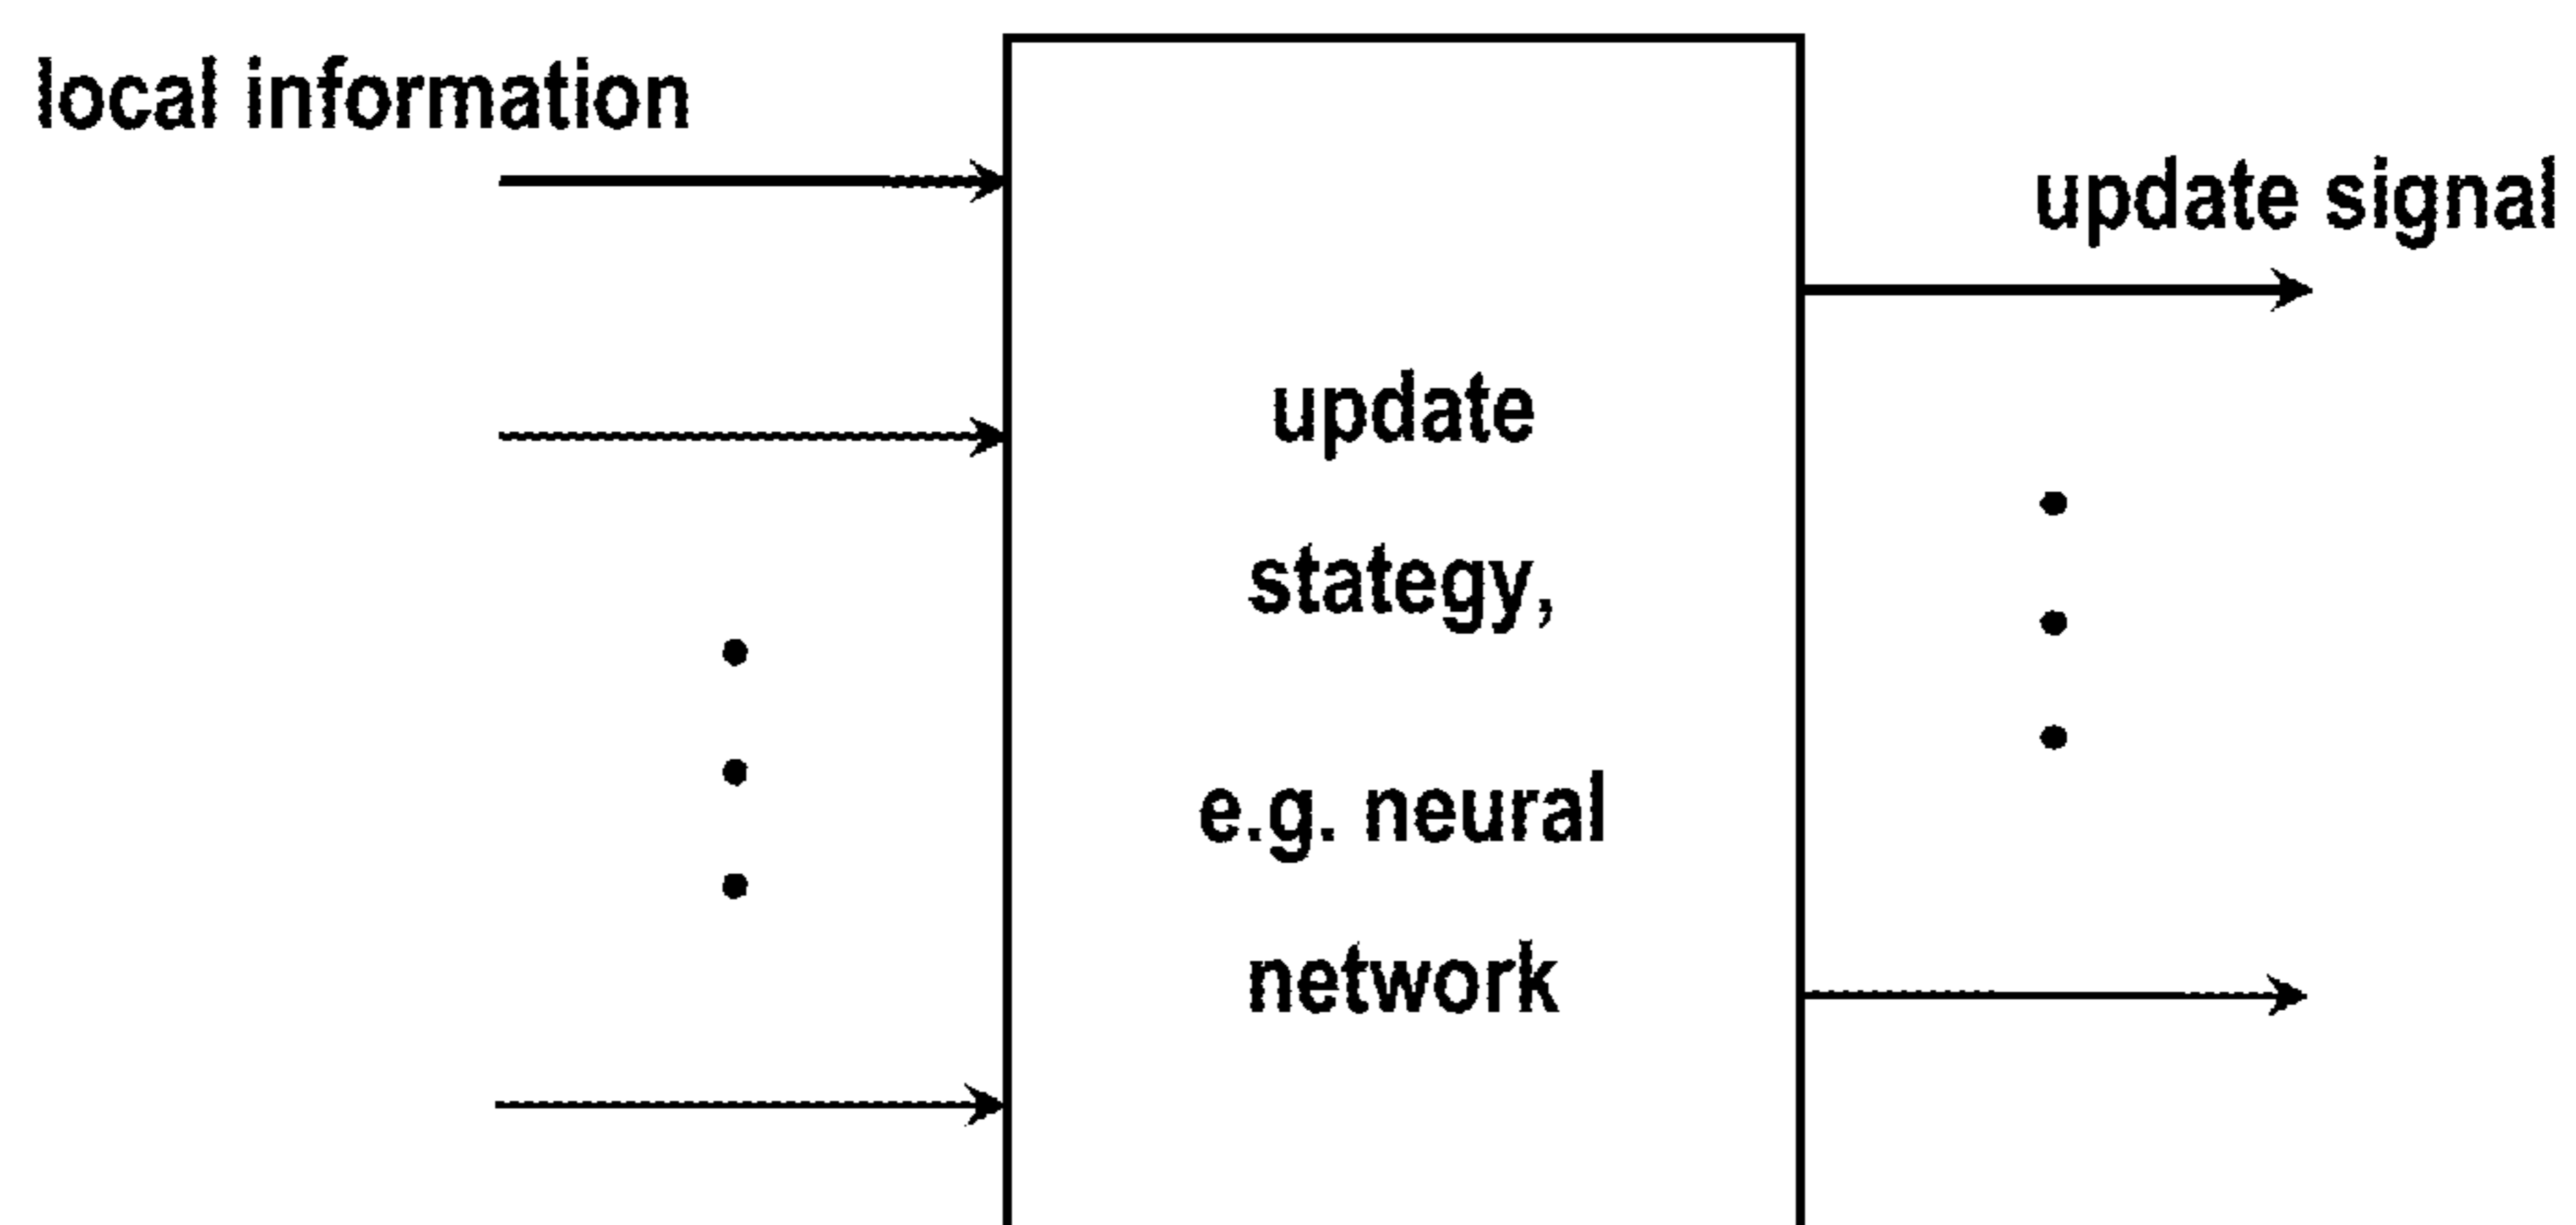 local information
update signal
update
stategy,
e.g. neural
network